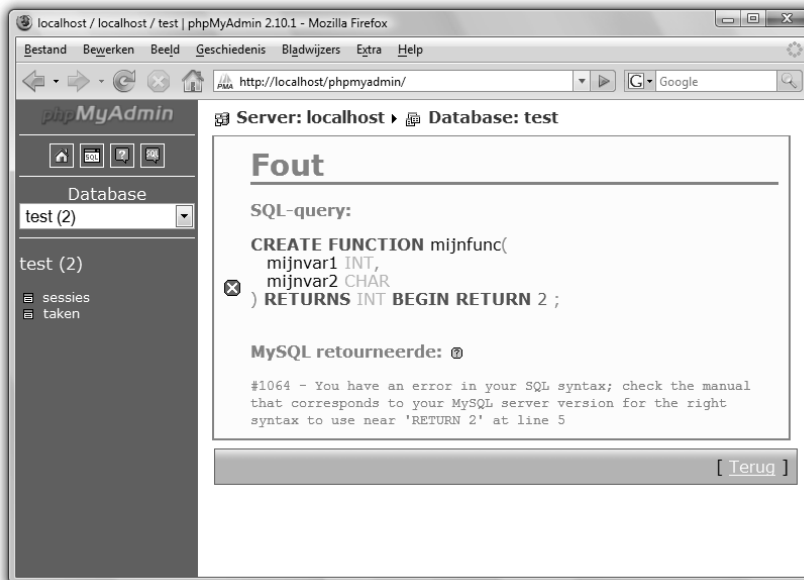 localhost / localhost / test | phpMyAdmin 2.10.1 - Mozilla Firefox
Bestand Bewerken Beeld Geschiedenis Bladwijzers Extra Help
PMA http://localhost/phpmyadmin/ G Google
phpMyAdmin
Server: localhost Database: test
SQL
Database
test (2)
test (2)
sessies
taken
Fout
SQL-query:
CREATE FUNCTION mijnfunc(
mijnvar1 INT,
mijnvar2 CHAR
) RETURNS INT BEGIN RETURN 2 ;
MySQL retourneerde:
#1064 - You have an error in your SQL syntax; check the manual
that corresponds to your MySQL server version for the right
syntax to use near 'RETURN 2' at line 5
[ Terug ]